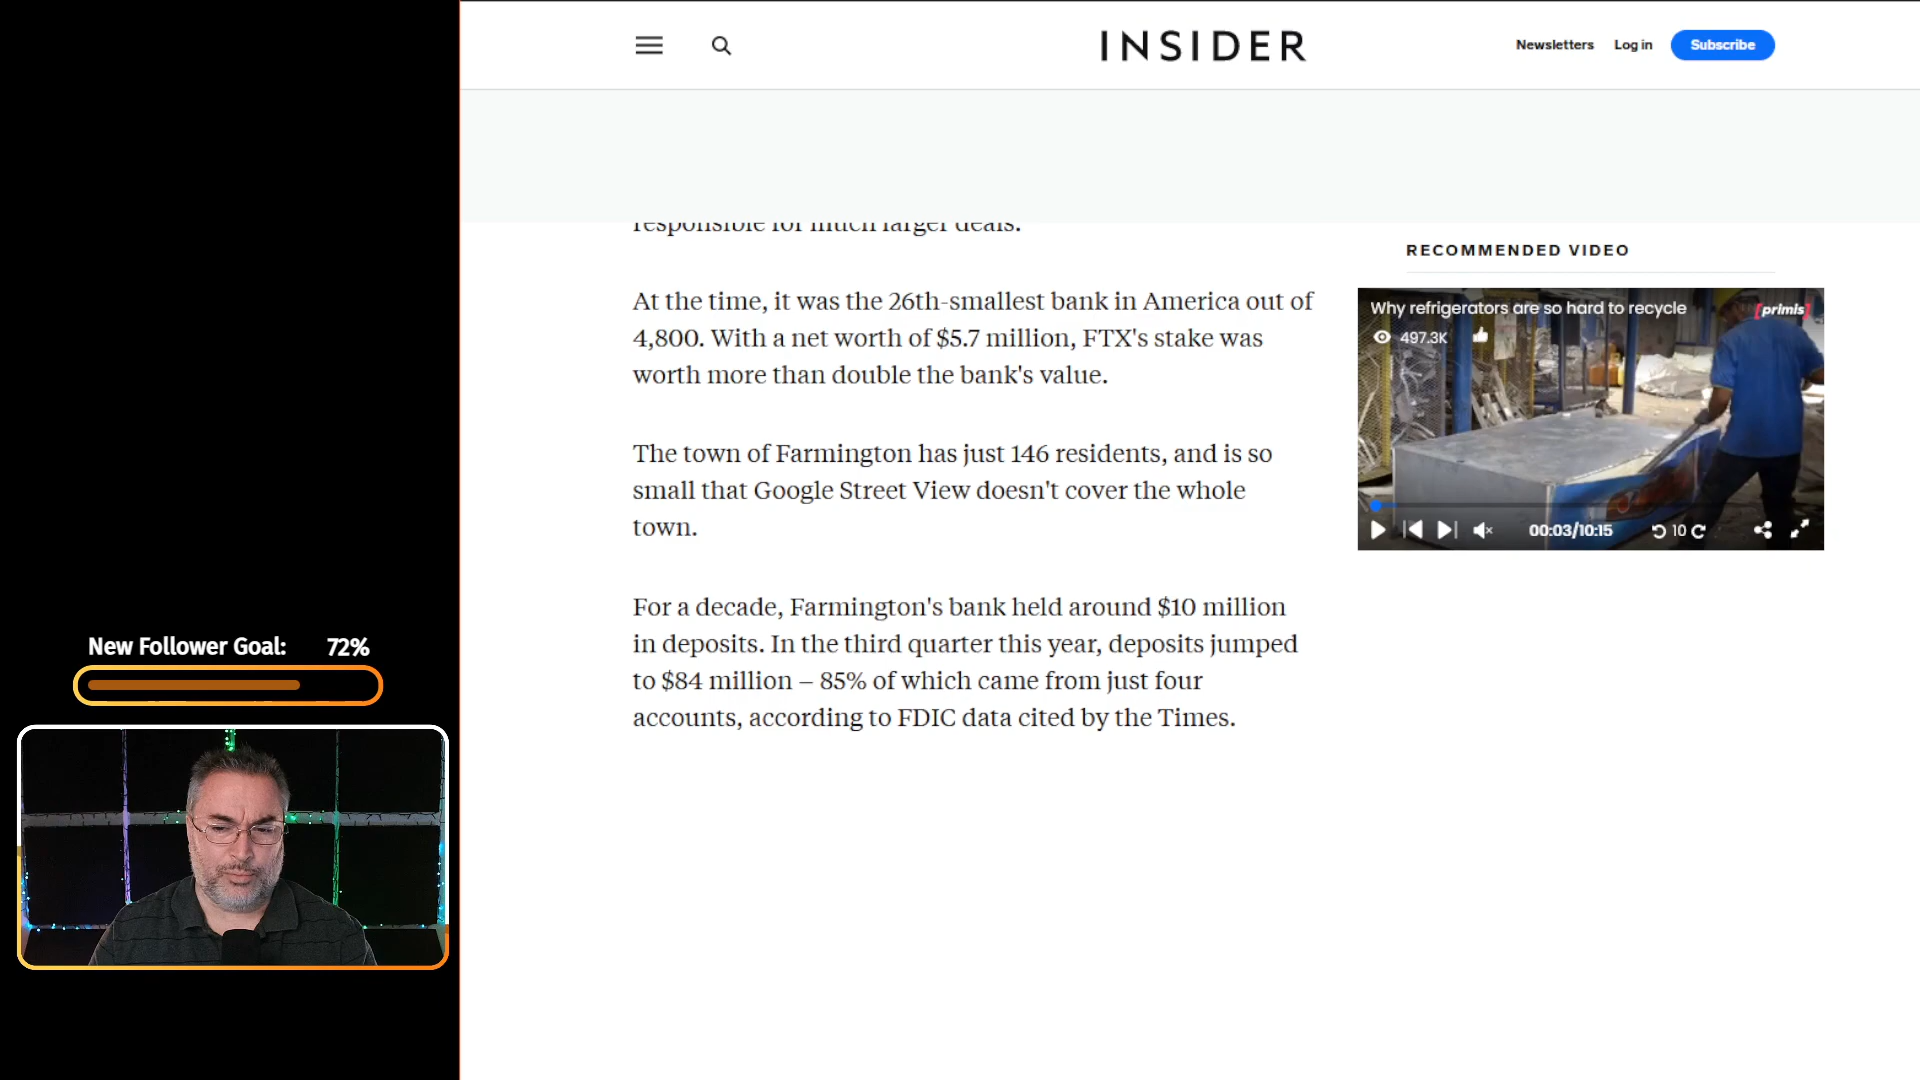 INSIDER
Newsletters Log in Subscribe
responsible for much larger deals.
At the time, it was the 26th-smallest bank in America out of
4,800. With a net worth of $5.7 million, FTX's stake was
worth more than double the bank's value.
The town of Farmington has just 146 residents, and is so
small that Google Street View doesn't cover the whole
town.
For a decade, Farmington's bank held around $10 million
in deposits. In the third quarter this year, deposits jumped
to $84 million – 85% of which came from just four
accounts, according to FDIC data cited by the Times.
RECOMMENDED VIDEO
Why refrigerators are so hard to recycle
[primis]
497.3K
00:03/10:15
10
New Follower Goal: 72%